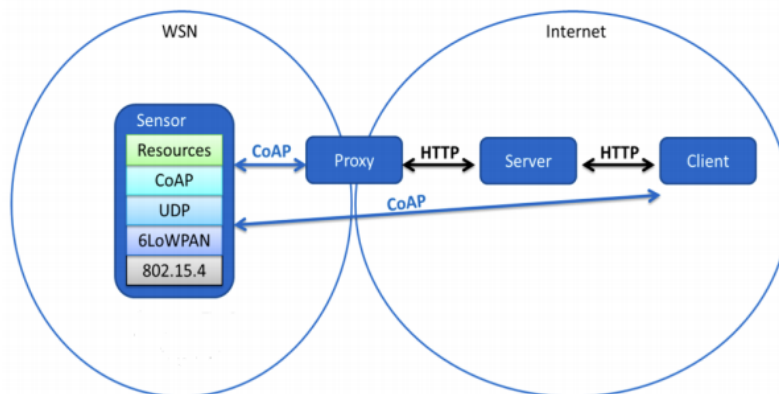 WSN
Internet
Sensor
Resources
CoAP
UDP
6LoWPAN
802.15.4
CoAP
Proxy
HTTP
Server
HTTP
Client
CoAP